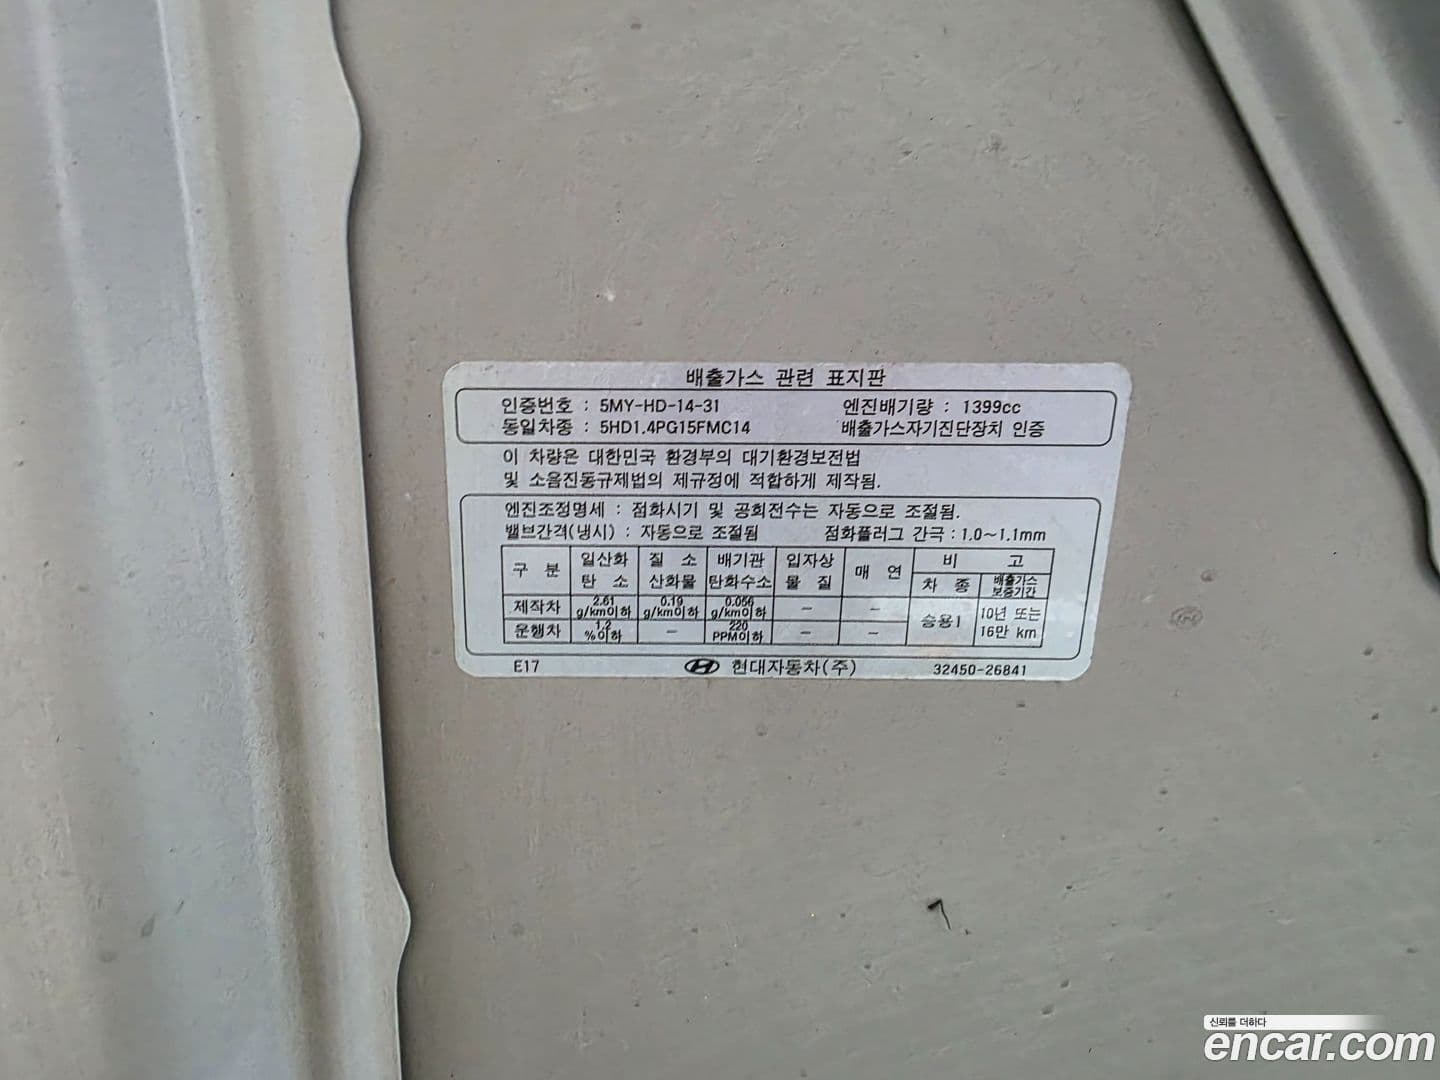 배출가스 관련 표지판
인증번호 : 5MY-HD-14-31 엔진배기량 : 1399cc
동일차종 : 5HD1.4PG15FMC14 배출가스자기진단장치 인증
이 차량은 대한민국 환경부의 대기환경보전법
및 소음진동규제법의 제규정에 적합하게 제작됨.
엔진조정명세 : 점화시기 및 공회전수는 자동으로 조절됨.
밸브간격(냉시) : 자동으로 조절됨 점화플러그 간극 : 1.0~1.1mm
구 분 일산화 탄 소 질 소 산화물 배기관 탄화수소 입자상 물 질 매 연 비 고
차 종 배출가스 보증기간
제작차 2.61 g/km이하 0.19 g/km이하 0.056 g/km이하 － － 승용1 10년 또는 16만 km
운행차 1.2 %이하 － 220 PPM이하 － －
E17 현대자동차(주) 32450-26841
신뢰를 더하다
encar.com